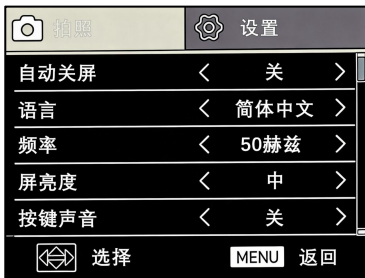 拍照 设置
自动关屏 < 关 >
语言 < 简体中文 >
频率 < 50赫兹 >
屏亮度 < 中 >
按键声音 < 关 >
选择 MENU 返回